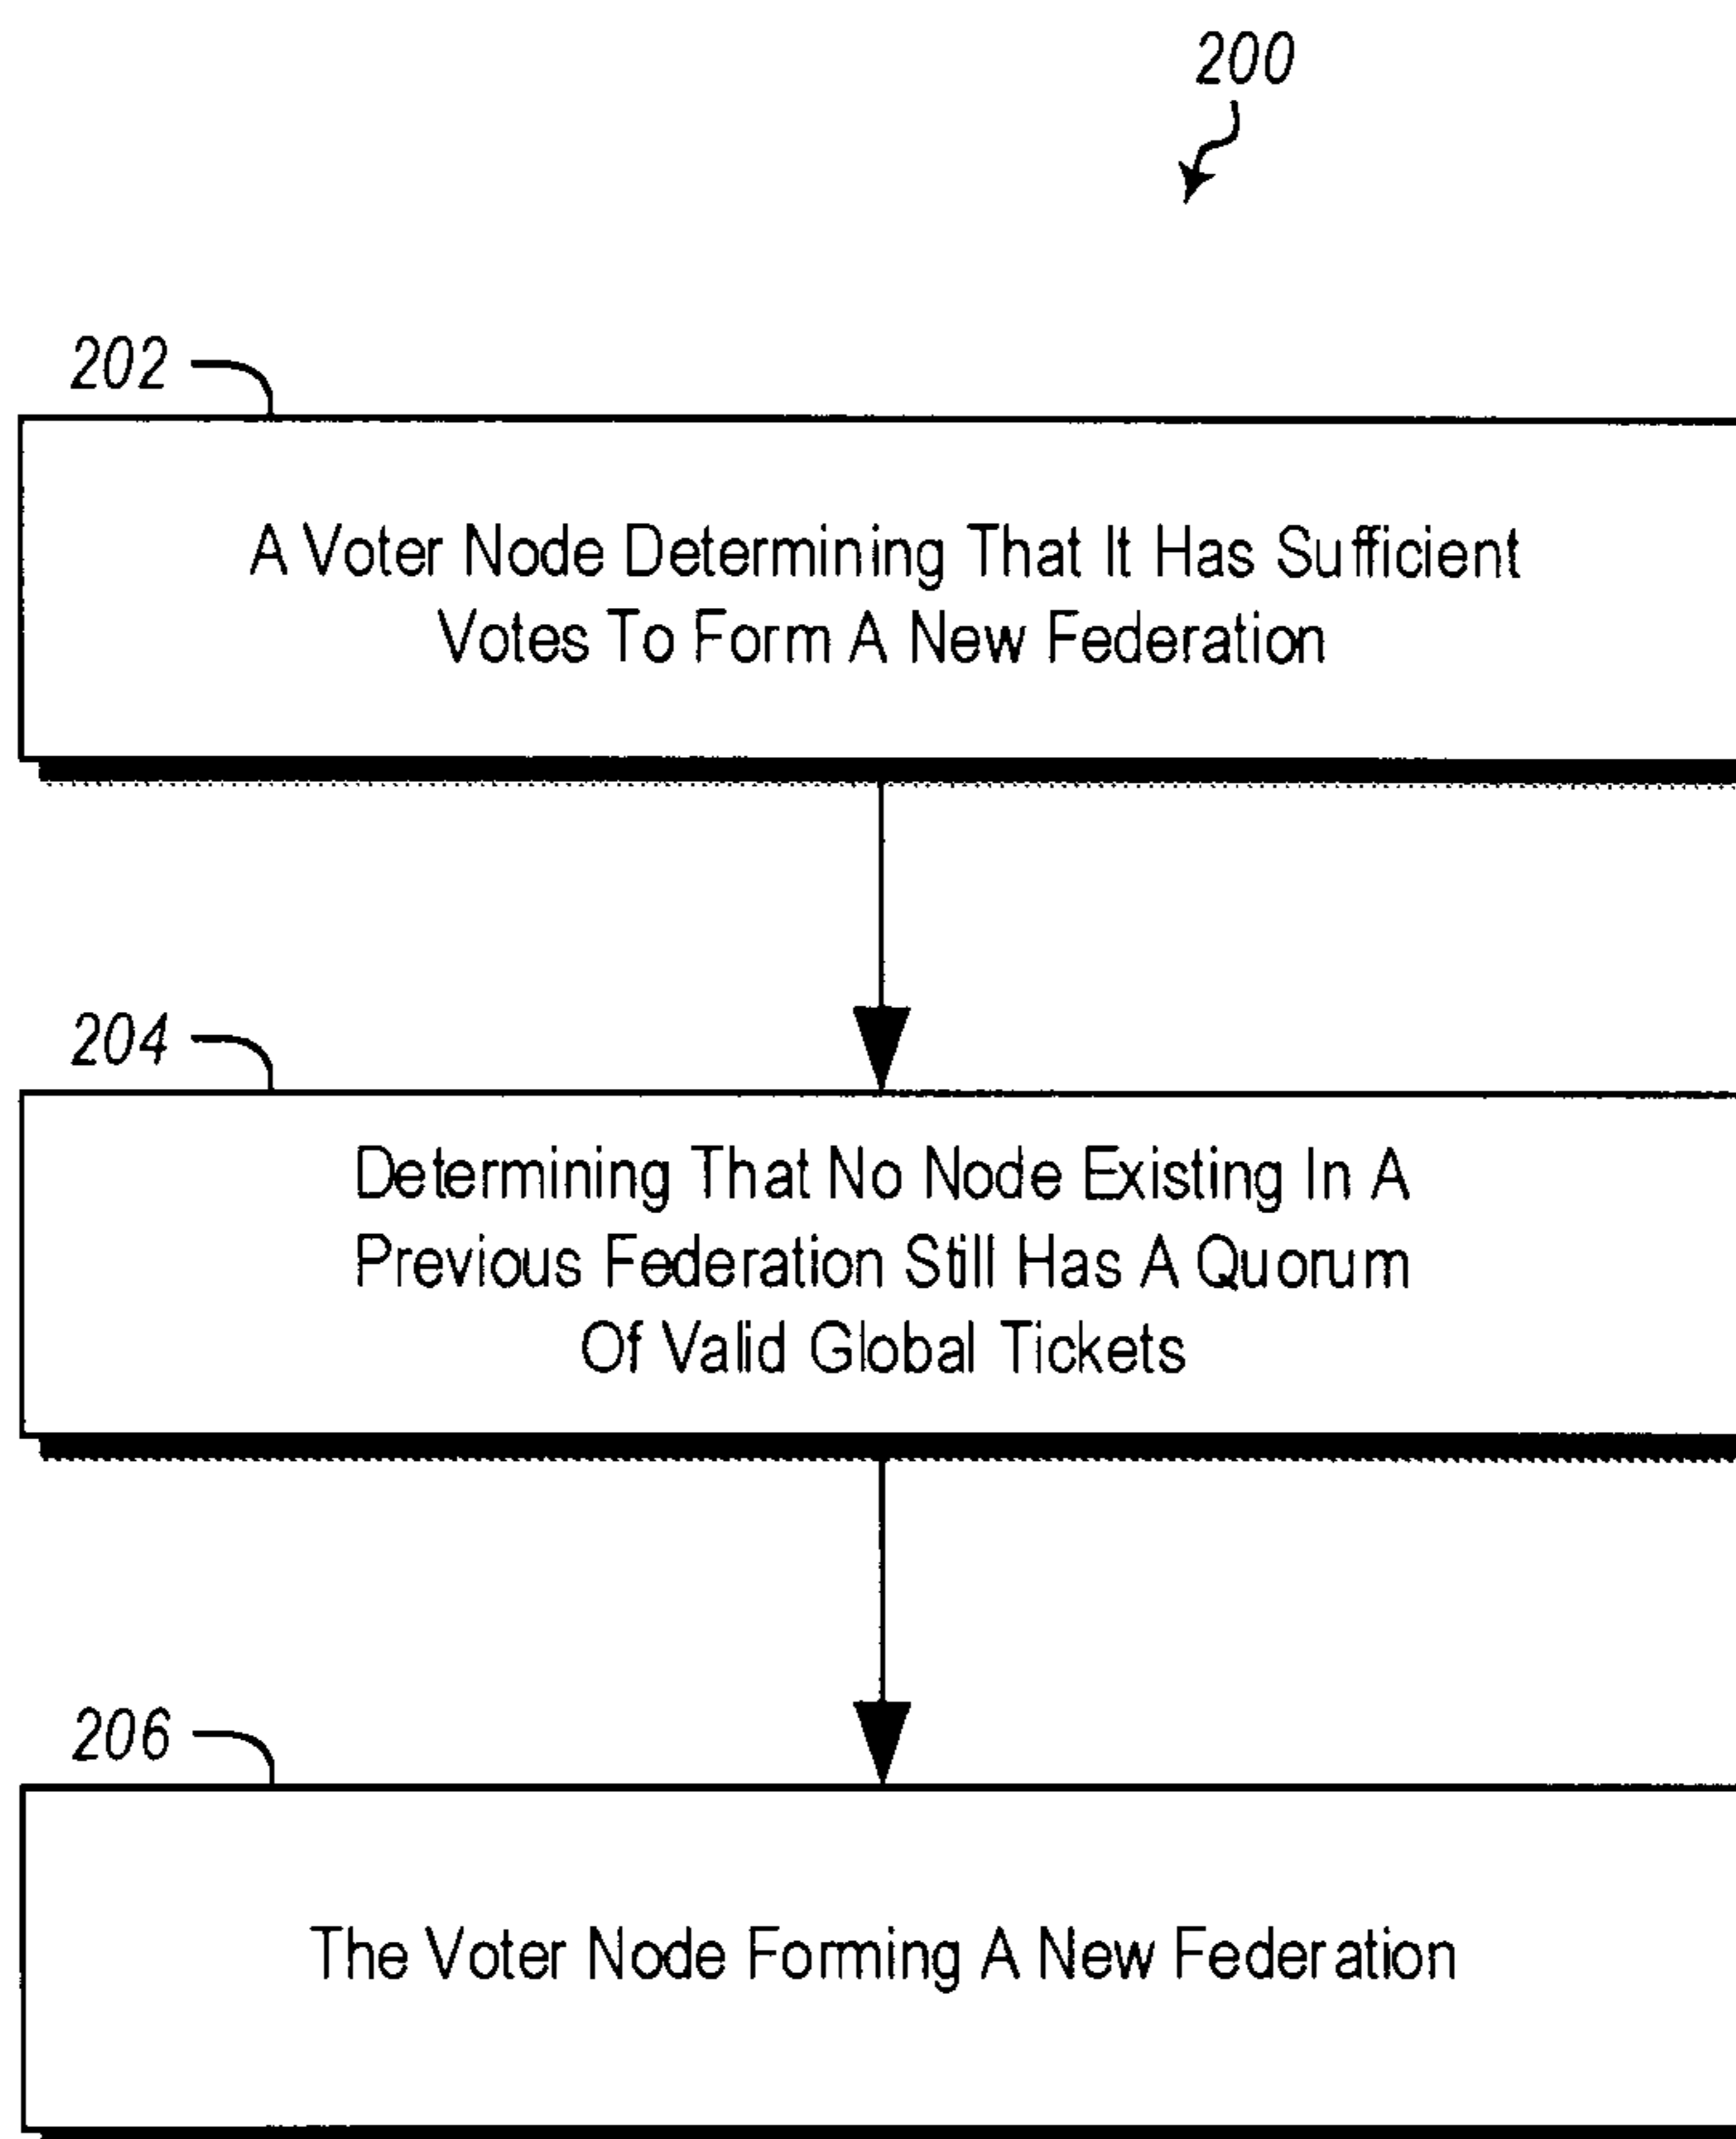 200
202
A Voter Node Determining That It Has Sufficient
Votes To Form A New Federation
204
Determining That No Node Existing In A
Previous Federation Still Has A Quorum
Of Valid Global Tickets
206
The Voter Node Forming A New Federation